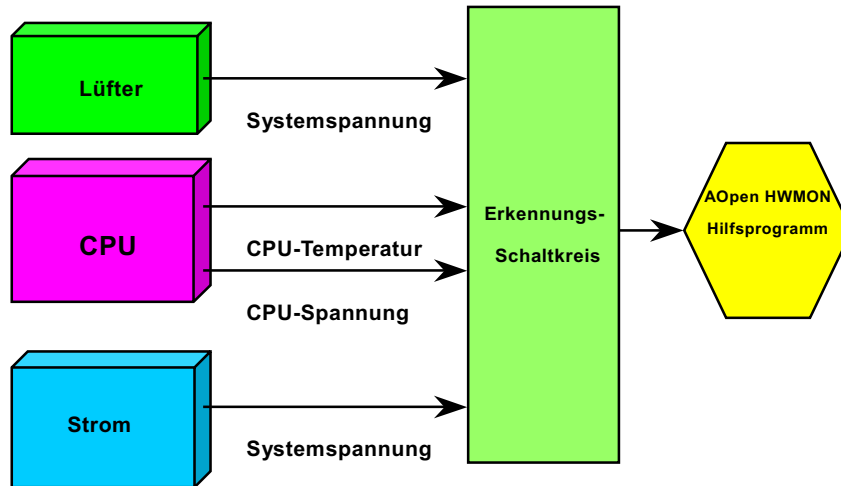 Lüfter
Systemspannung
CPU
CPU-Temperatur
CPU-Spannung
Strom
Systemspannung
Erkennungs-
Schaltkreis
AOpen HWMON
Hilfsprogramm